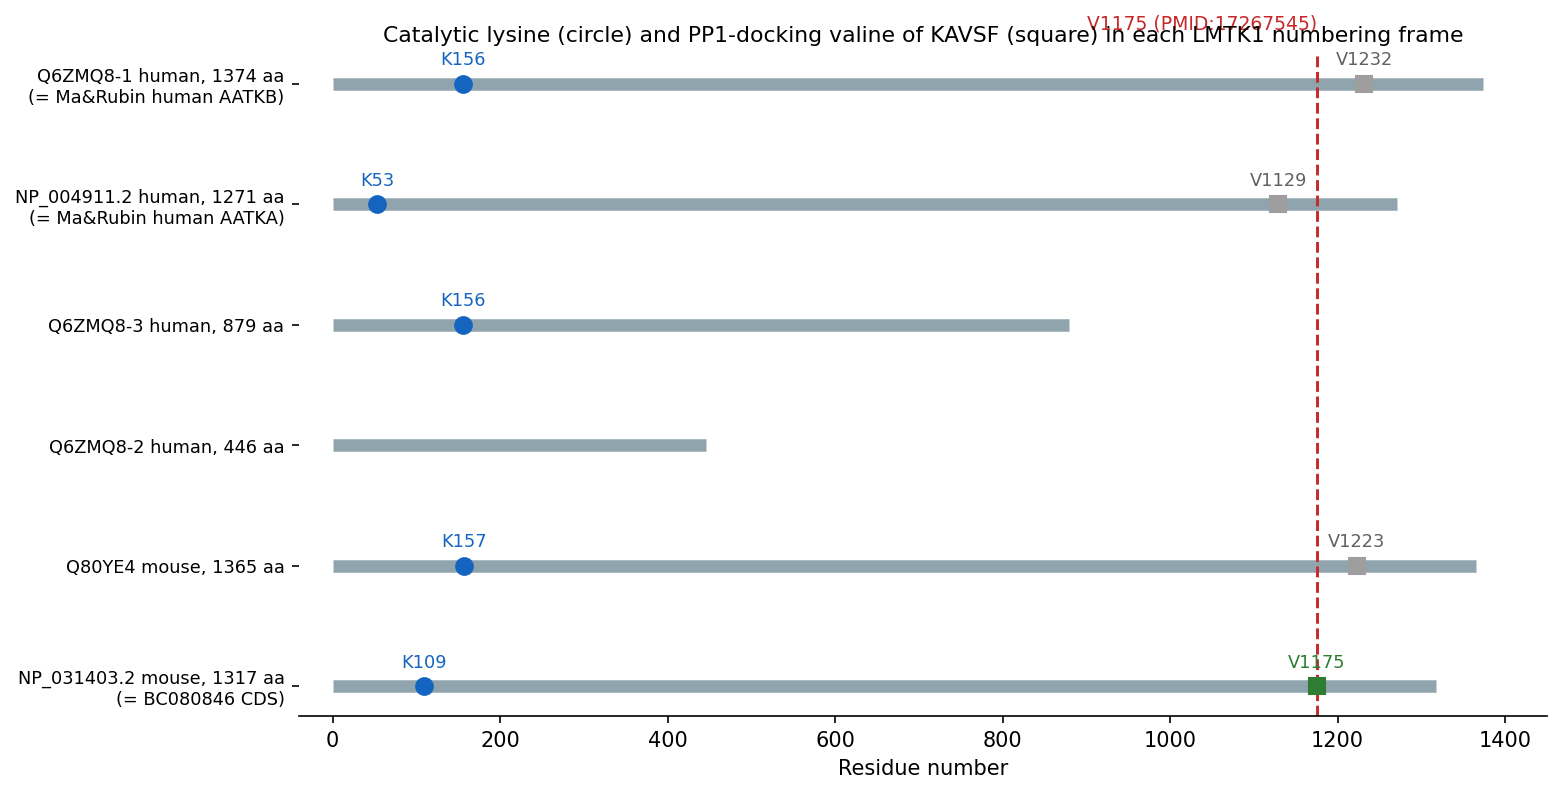 V1175 (PMID:17267545)
Catalytic lysine (circle) and PP1-docking valine of KAVSF (square) in each LMTK1 numbering frame
Q6ZMQ8-1 human, 1374 aa
(= Ma&Rubin human AATKB)
K156
V1232
NP_004911.2 human, 1271 aa
(= Ma&Rubin human AATKA)
K53
V1129
Q6ZMQ8-3 human, 879 aa
K156
Q6ZMQ8-2 human, 446 aa
Q80YE4 mouse, 1365 aa
K157
V1223
NP_031403.2 mouse, 1317 aa
(= BC080846 CDS)
K109
V1175
0 200 400 600 800 1000 1200 1400
Residue number